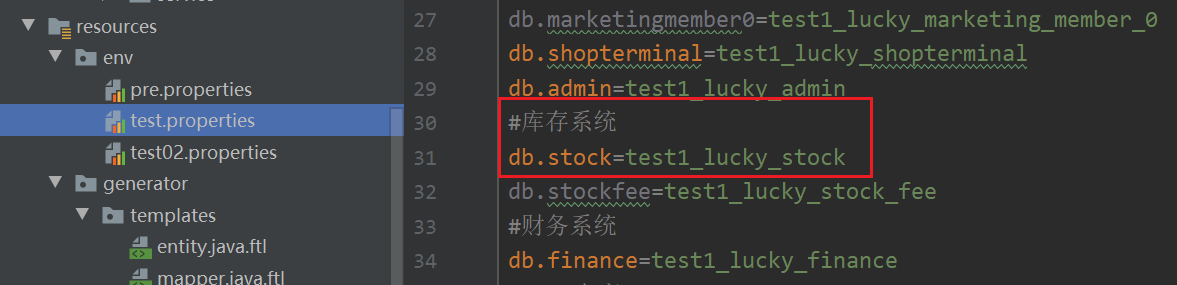 resources
env
pre.properties
test.properties
test02.properties
generator
templates
entity.java.ftl
mapper.java.ftl
27 db.marketingmember0=test1_lucky_marketing_member_0
28 db.shopterminal=test1_lucky_shopterminal
29 db.admin=test1_lucky_admin
30 #库存系统
31 db.stock=test1_lucky_stock
32 db.stockfee=test1_lucky_stock_fee
33 #财务系统
34 db.finance=test1_lucky_finance